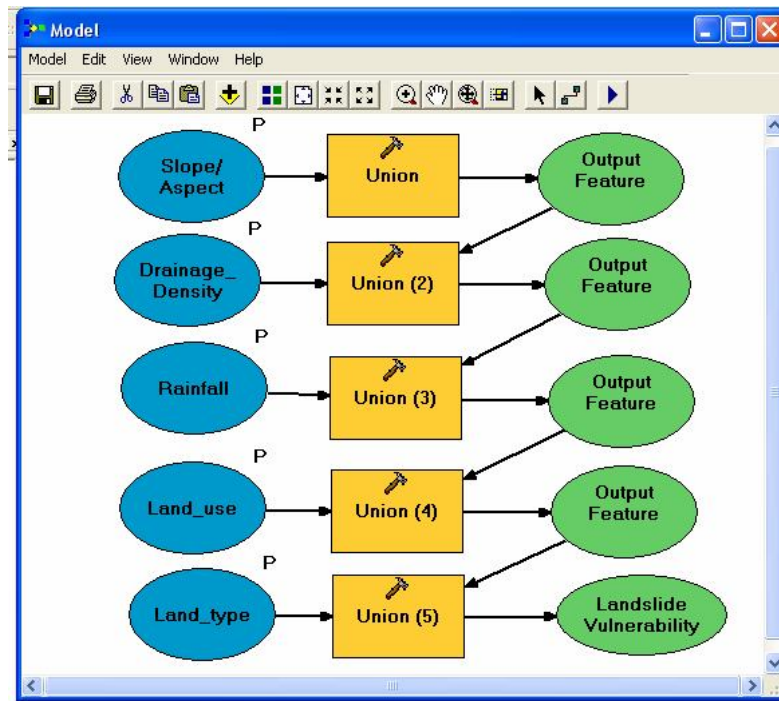 Model
Model Edit View Window Help
P
Slope/
Aspect
Union
Output
Feature
P
Drainage_
Density
Union (2)
Output
Feature
P
Rainfall
Union (3)
Output
Feature
P
Land_use
Union (4)
Output
Feature
P
Land_type
Union (5)
Landslide
Vulnerability